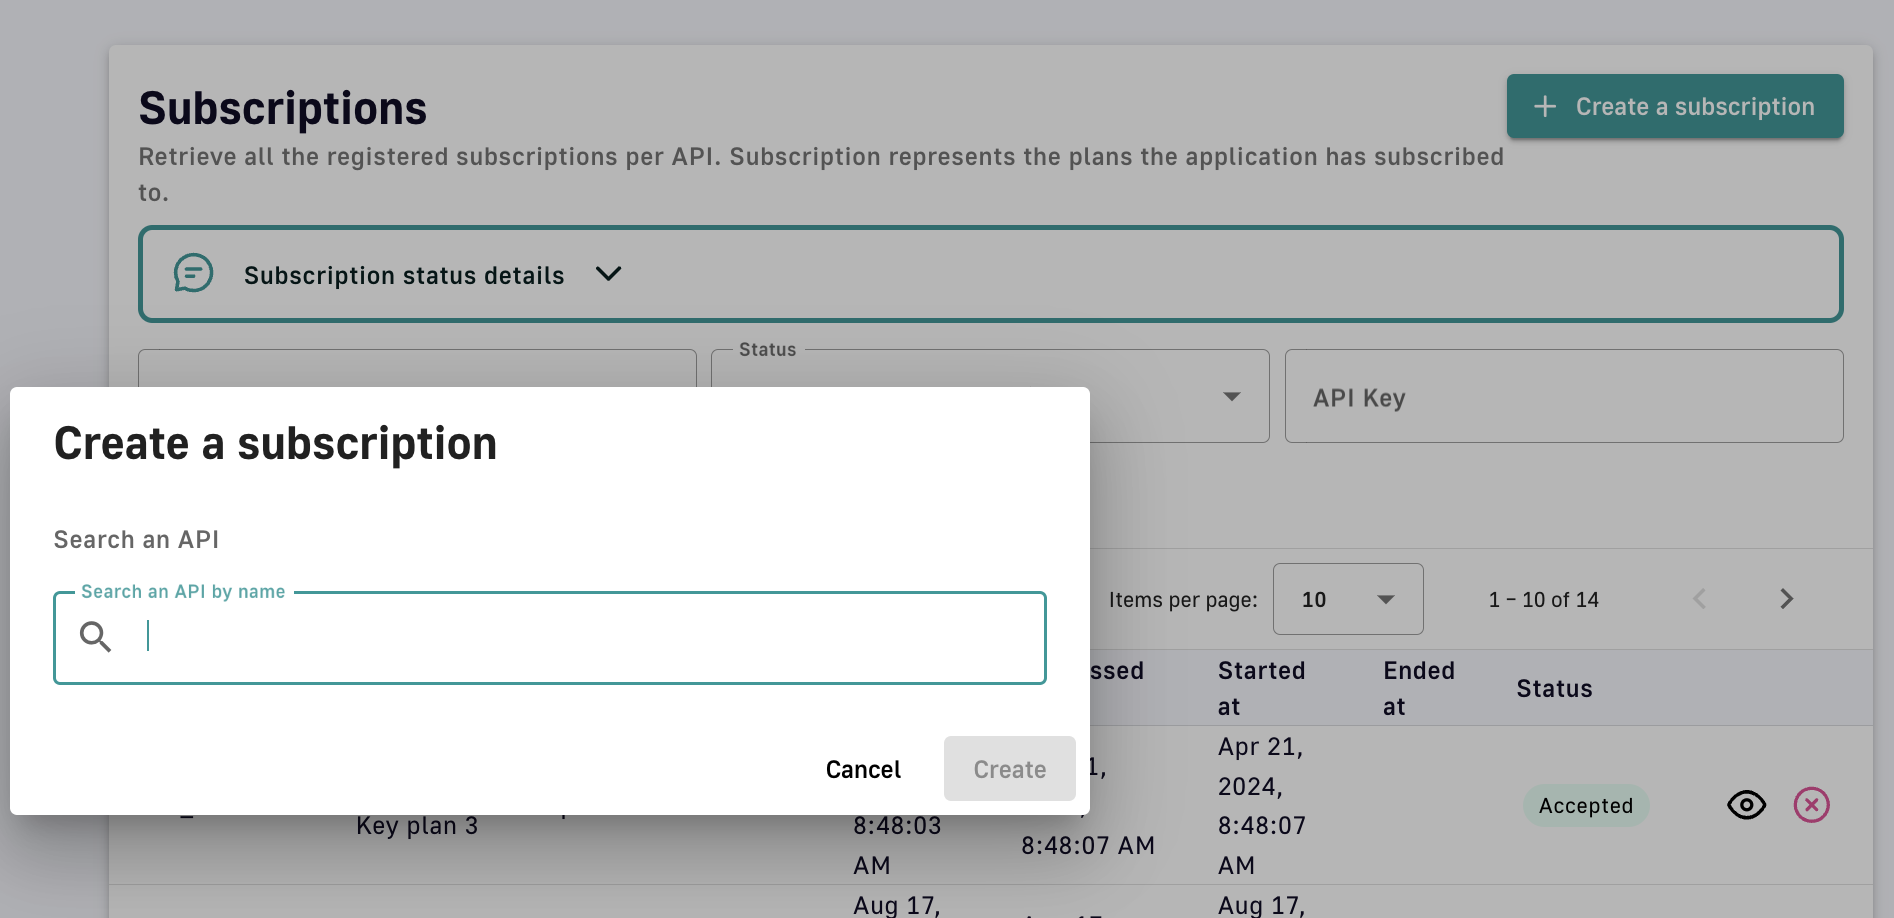 Subscriptions
+ Create a subscription
Retrieve all the registered subscriptions per API. Subscription represents the plans the application has subscribed
to.
Subscription status details
Status
API Key
Create a subscription
Search an API
Search an API by name
Cancel
Create
Items per page:
10
1 – 10 of 14
Started
at
Ended
at
Status
Key plan 3
8:48:03
AM
8:48:07 AM
Apr 21,
2024,
8:48:07
AM
Accepted
Aug 17,
Aug 17,